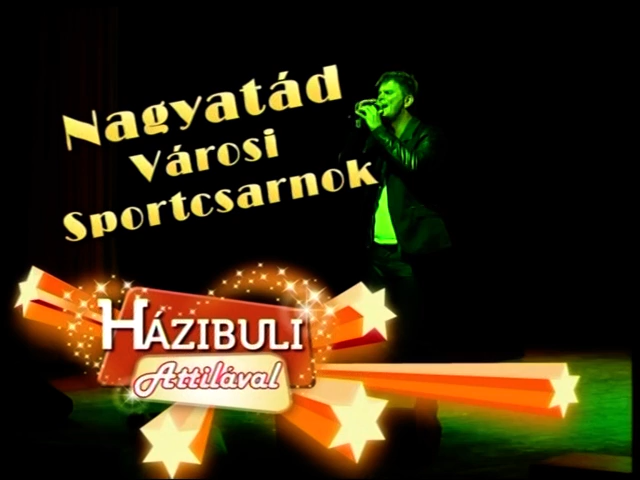 Nagyatád
Városi
Sportcsarnok
HÁZIBULI
Attilával